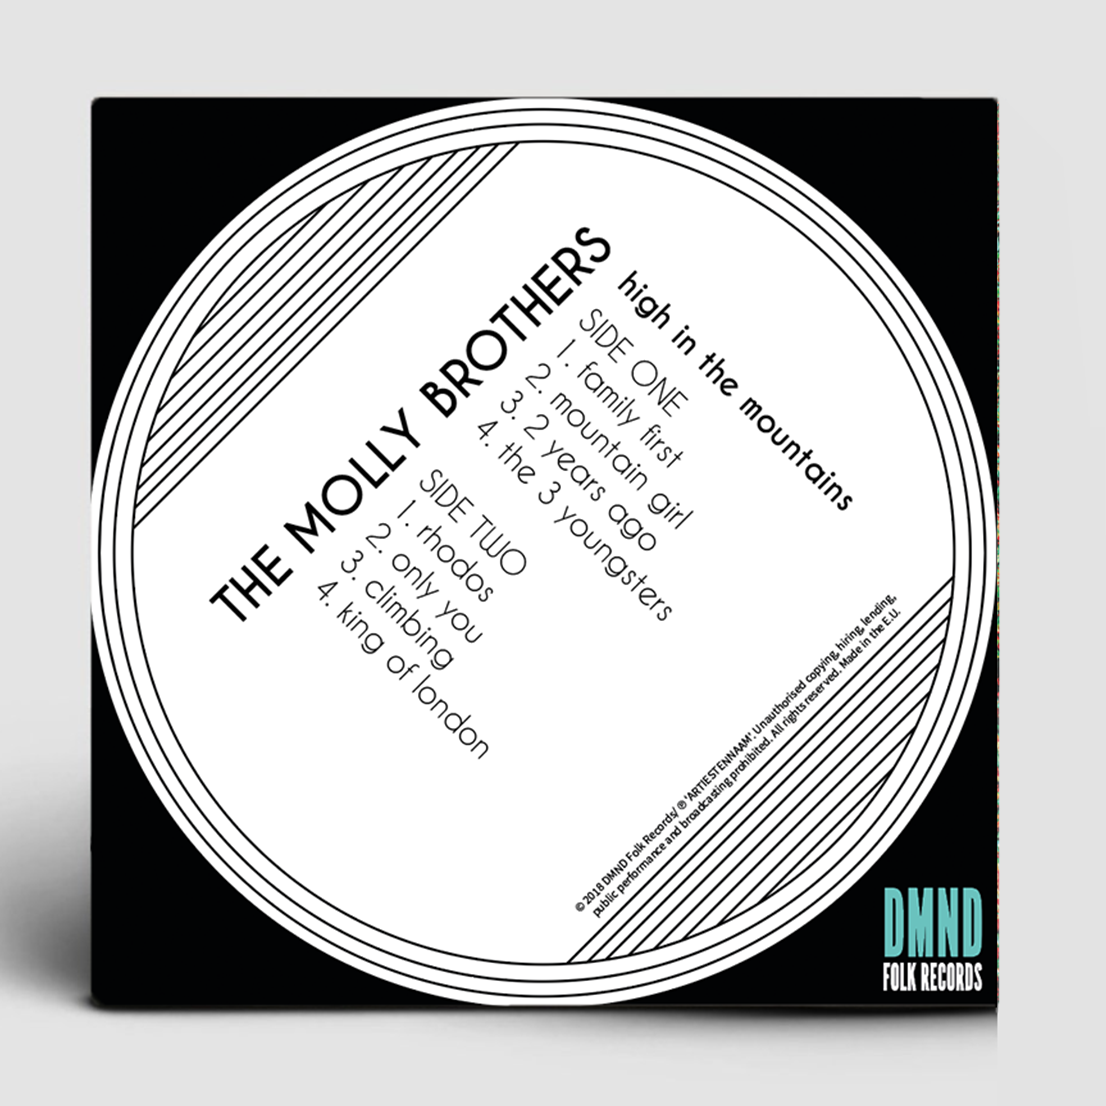 THE MOLLY BROTHERS
high in the mountains
SIDE ONE
1. family first
2. mountain girl
3. 2 years ago
4. the 3 youngsters
SIDE TWO
1. rhodos
2. only you
3. climbing
4. king of london
© 2018 DMND Folk Records/ ℗ 'ARTIESTENNAAM'. Unauthorised copying, hiring, lending,
public performance and broadcasting prohibited. All rights reserved. Made in the E.U.
DMND
FOLK RECORDS